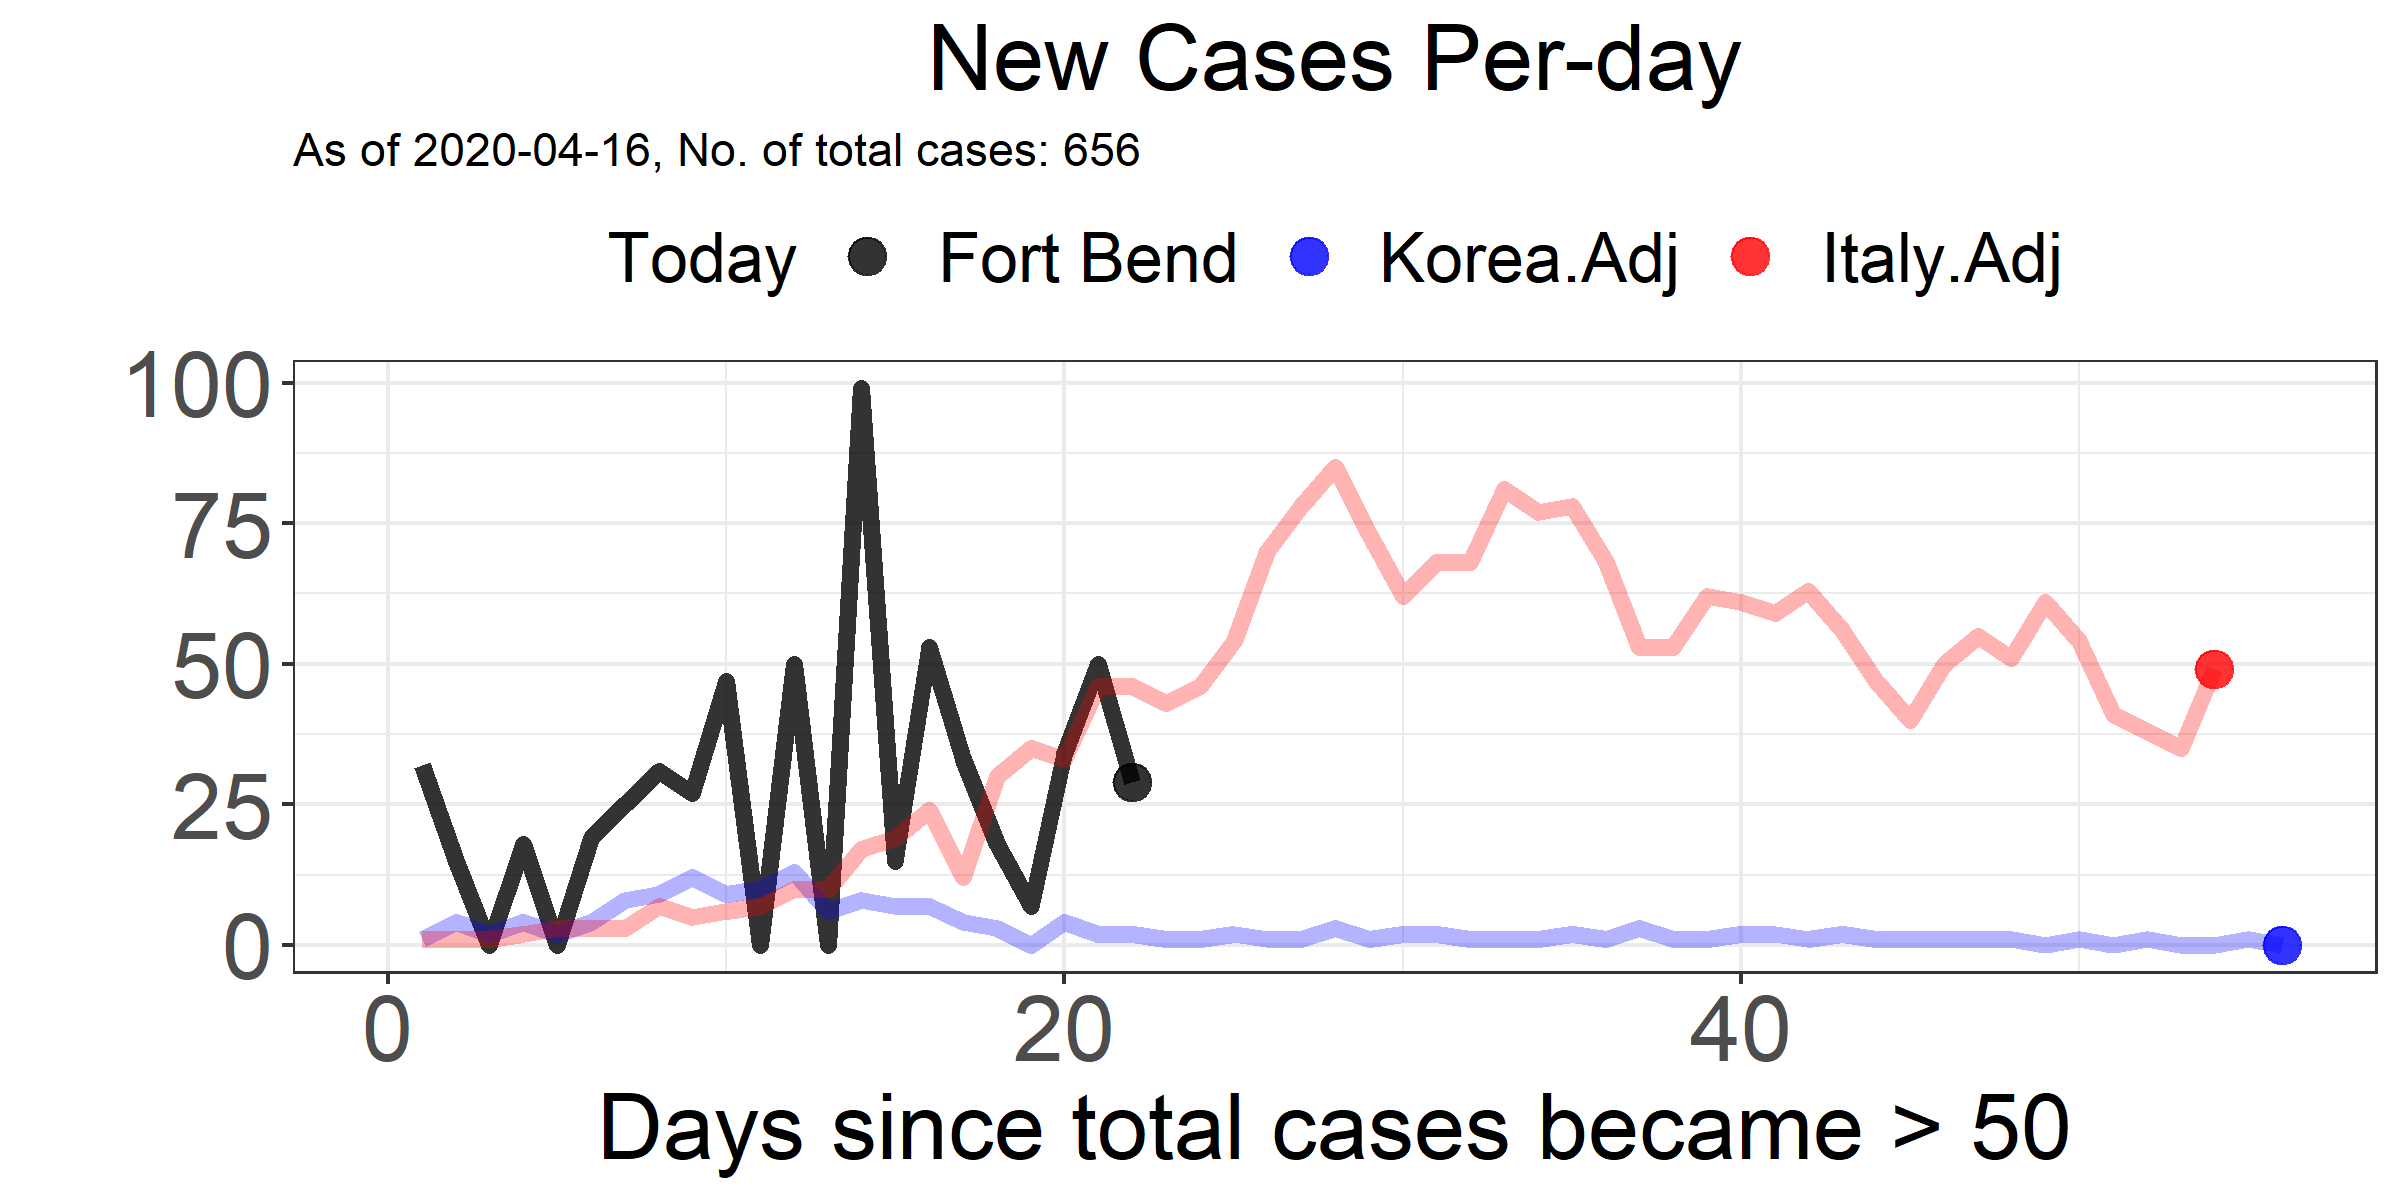 New Cases Per-day
As of 2020-04-16, No. of total cases: 656
Today Fort Bend Korea.Adj Italy.Adj
100
75
50
25
0
0 20 40
Days since total cases became > 50